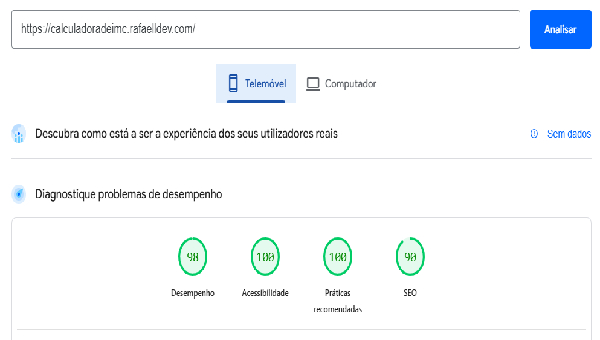 https://calculadoradeimc.rafaelldev.com/
Analisar
Telemóvel
Computador
Descubra como está a ser a experiência dos seus utilizadores reais
Sem dados
Diagnostique problemas de desempenho
98
100
100
90
Desempenho
Acessibilidade
Práticas
recomendadas
SEO